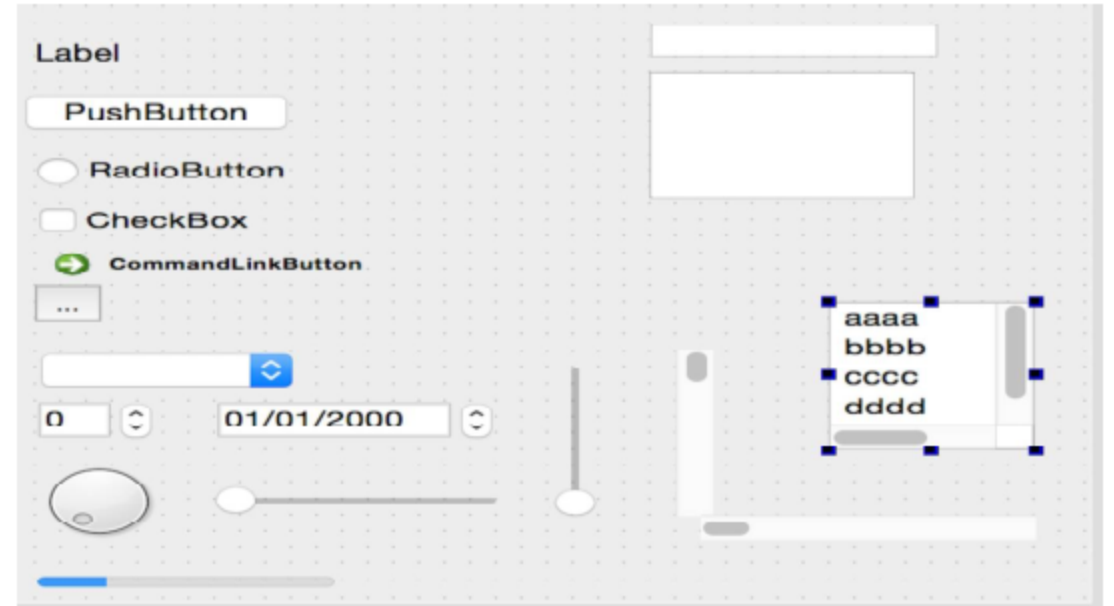 Label
PushButton
RadioButton
CheckBox
CommandLinkButton
...
0
01/01/2000
aaaa
bbbb
cccc
dddd